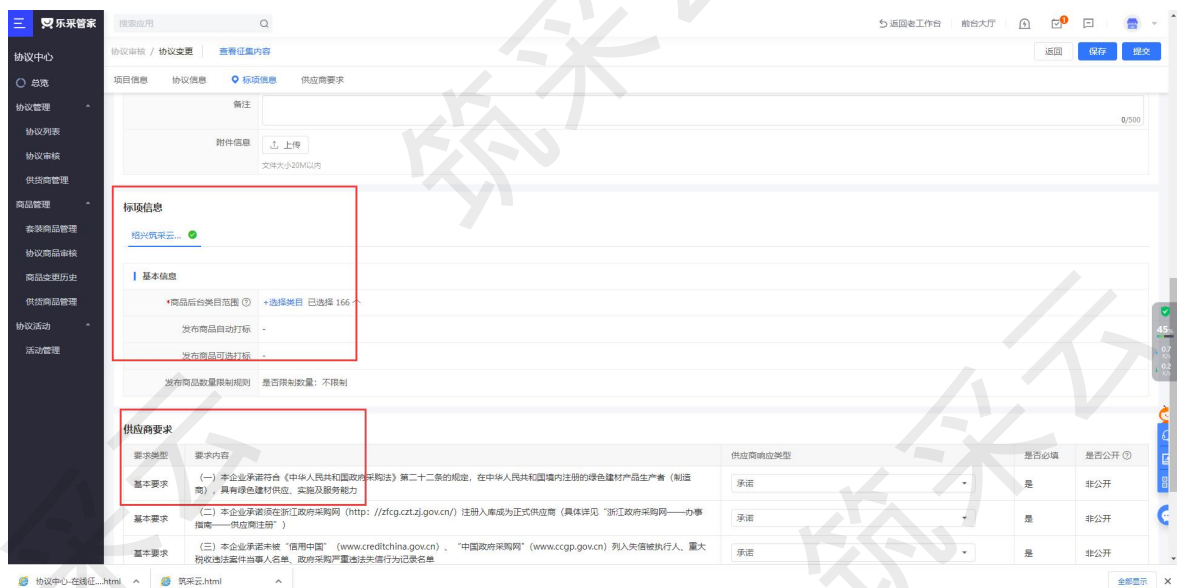 三 乐采管家 搜索应用 返回老工作台 前台大厅
协议中心
协议审核 / 协议变更 查看征集内容 返回 保存 提交
总览
项目信息 协议信息 标项信息 供应商要求
协议管理
备注
0/500
协议列表
附件信息 上传
协议审核
文件大小20M以内
供货商管理
商品管理
标项信息
套装商品管理
绍兴筑采云...
协议商品审核
商品变更历史
基本信息
供货商品管理
*商品后台类目范围 +选择类目 已选择 166
协议活动
发布商品自动打标 -
活动管理
发布商品可选打标 -
45%
0.7
0.2
发布商品数量限制规则 是否限制数量：不限制
供应商要求
要求类型 要求内容 供应商响应类型 是否必填 是否公开
基本要求 （一）本企业承诺符合《中华人民共和国政府采购法》第二十二条的规定，在中华人民共和国境内注册的绿色建材产品生产者（制造
商），具有绿色建材供应、实施及服务能力 承诺 是 非公开
基本要求 （二）本企业承诺须在浙江政府采购网（http：//zfcg.czt.zj.gov.cn/）注册入库成为正式供应商（具体详见“浙江政府采购网——办事
指南——供应商注册”） 承诺 是 非公开
基本要求 （三）本企业承诺未被“信用中国”（www.creditchina.gov.cn）、“中国政府采购网”（www.ccgp.gov.cn）列入失信被执行人、重大
税收违法案件当事人名单、政府采购严重违法失信行为记录名单 承诺 是 非公开
协议中心-在线征....html 筑采云.html 全部显示
筑采云
筑采云